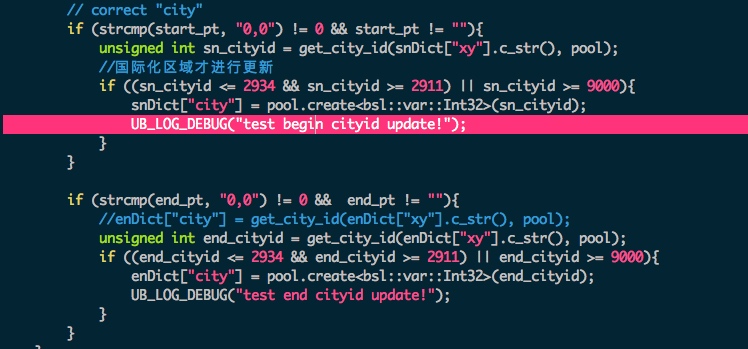 // correct "city"
if (strcmp(start_pt, "0,0") != 0 && start_pt != ""){
unsigned int sn_cityid = get_city_id(snDict["xy"].c_str(), pool);
//国际化区域才进行更新
if ((sn_cityid <= 2934 && sn_cityid >= 2911) || sn_cityid >= 9000){
snDict["city"] = pool.create<bsl::var::Int32>(sn_cityid);
UB_LOG_DEBUG("test begin cityid update!");
}
}
if (strcmp(end_pt, "0,0") != 0 &&  end_pt != ""){
//enDict["city"] = get_city_id(enDict["xy"].c_str(), pool);
unsigned int end_cityid = get_city_id(enDict["xy"].c_str(), pool);
if ((end_cityid <= 2934 && end_cityid >= 2911) || end_cityid >= 9000){
enDict["city"] = pool.create<bsl::var::Int32>(end_cityid);
UB_LOG_DEBUG("test end cityid update!");
}
}